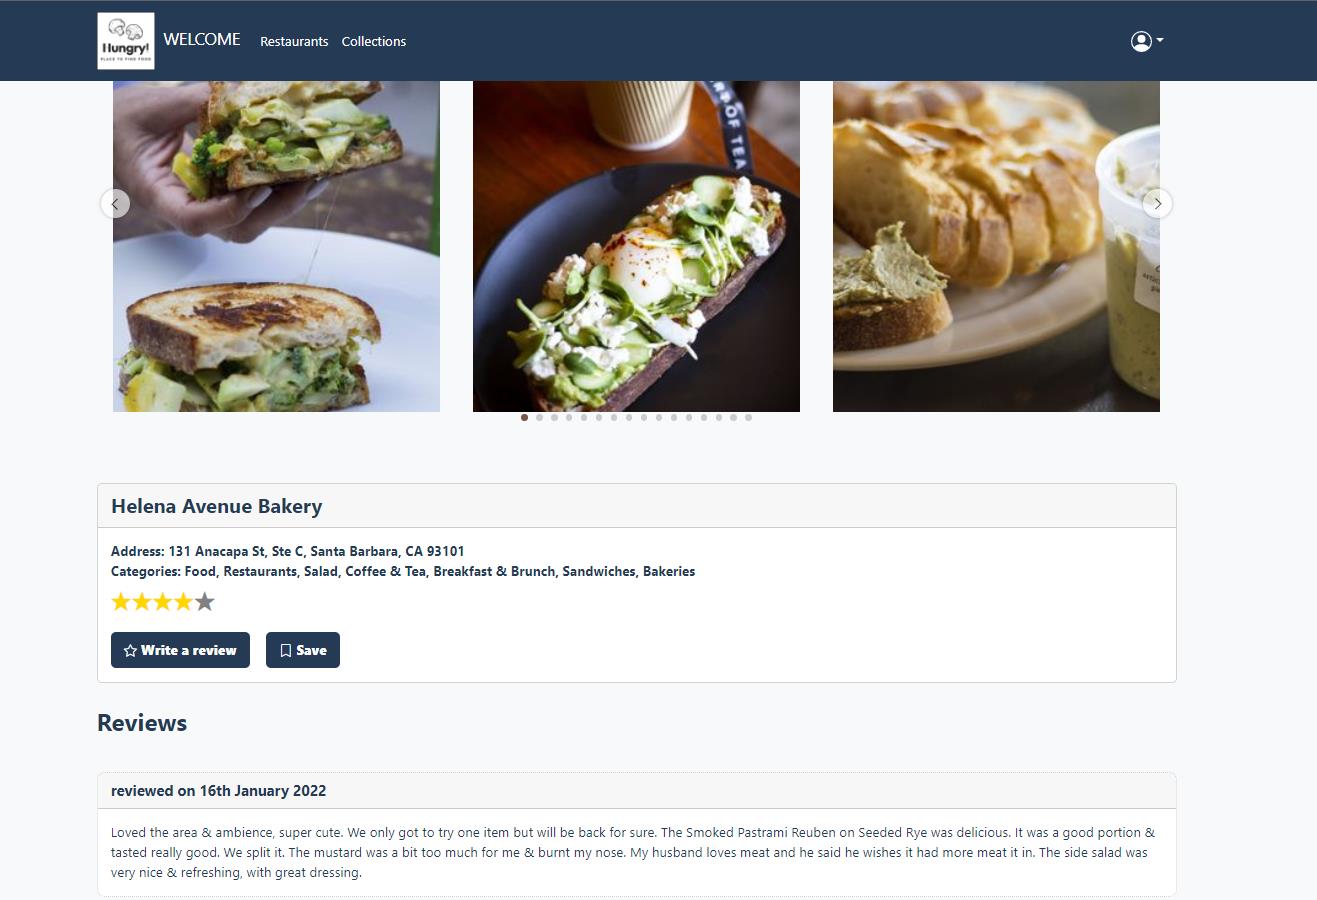 Hungry!
PLACE TO FIND FOOD
WELCOME
Restaurants
Collections
OF TEA
Helena Avenue Bakery
Address: 131 Anacapa St, Ste C, Santa Barbara, CA 93101
Categories: Food, Restaurants, Salad, Coffee & Tea, Breakfast & Brunch, Sandwiches, Bakeries
Write a review
Save
Reviews
reviewed on 16th January 2022
Loved the area & ambience, super cute. We only got to try one item but will be back for sure. The Smoked Pastrami Reuben on Seeded Rye was delicious. It was a good portion &
tasted really good. We split it. The mustard was a bit too much for me & burnt my nose. My husband loves meat and he said he wishes it had more meat it in. The side salad was
very nice & refreshing, with great dressing.